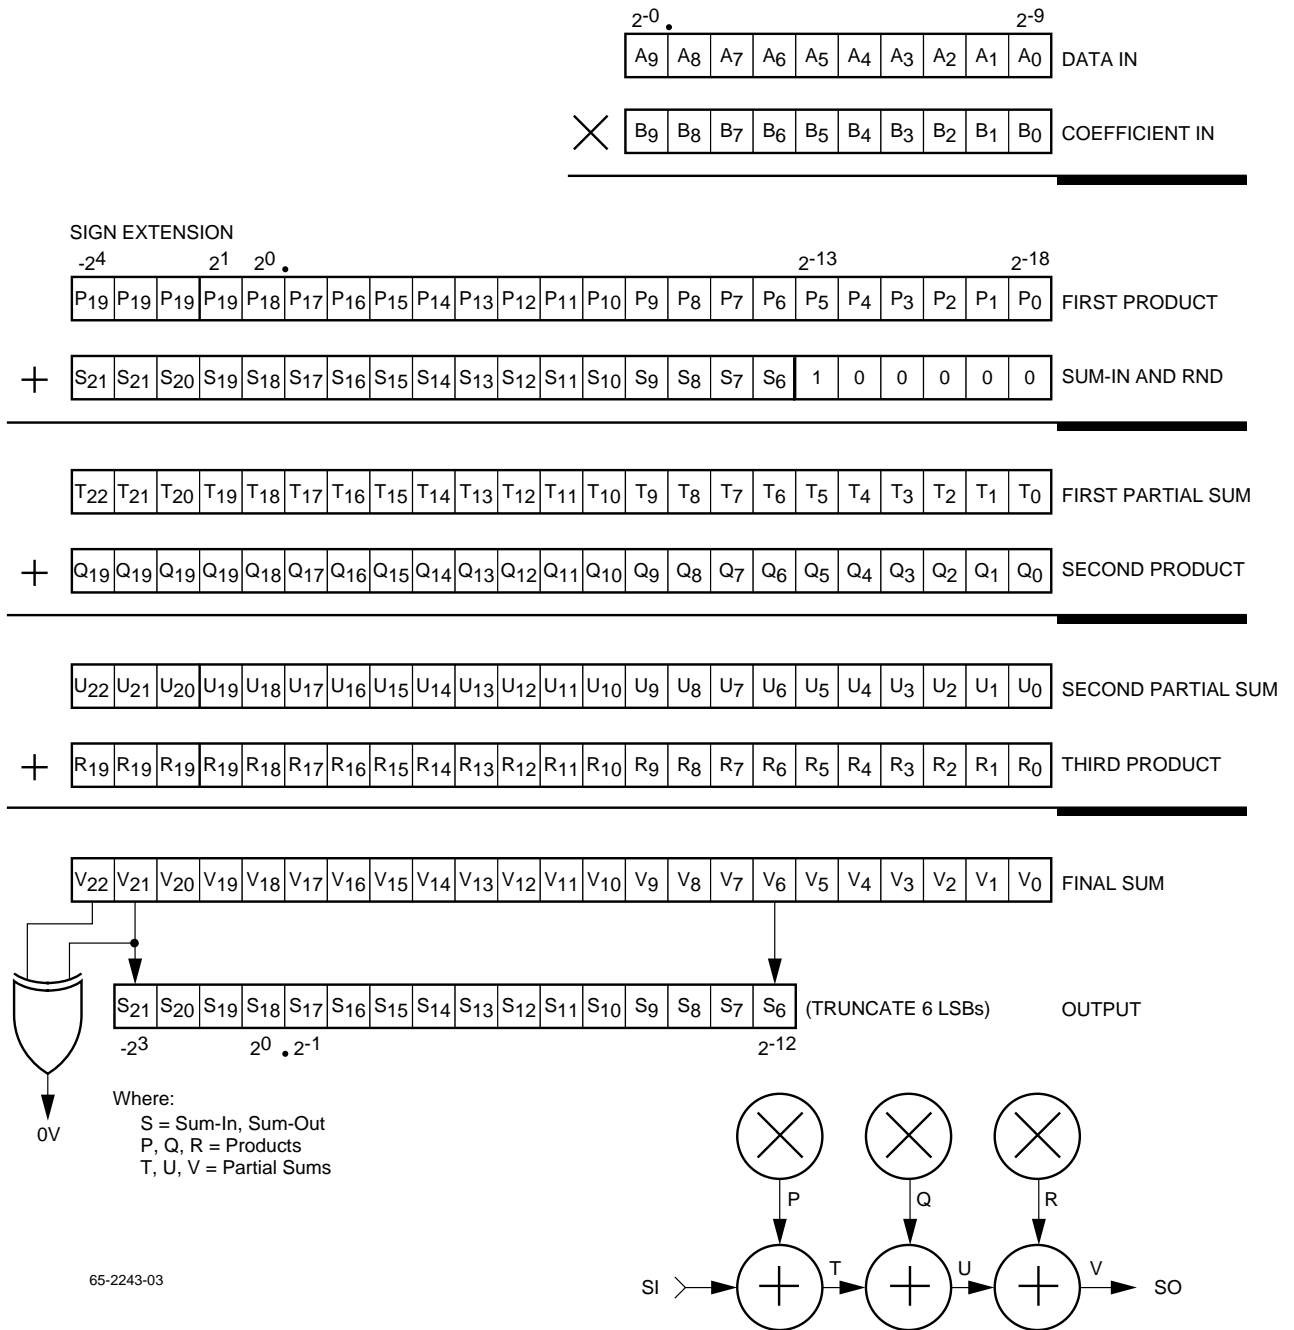 2-0 . 2-9
A9 A8 A7 A6 A5 A4 A3 A2 A1 A0 DATA IN
B9 B8 B7 B6 B5 B4 B3 B2 B1 B0 COEFFICIENT IN
SIGN EXTENSION
-24 21 20 . 2-13 2-18
P19 P19 P19 P19 P18 P17 P16 P15 P14 P13 P12 P11 P10 P9 P8 P7 P6 P5 P4 P3 P2 P1 P0 FIRST PRODUCT
+ S21 S21 S20 S19 S18 S17 S16 S15 S14 S13 S12 S11 S10 S9 S8 S7 S6 1 0 0 0 0 0 SUM-IN AND RND
T22 T21 T20 T19 T18 T17 T16 T15 T14 T13 T12 T11 T10 T9 T8 T7 T6 T5 T4 T3 T2 T1 T0 FIRST PARTIAL SUM
+ Q19 Q19 Q19 Q19 Q18 Q17 Q16 Q15 Q14 Q13 Q12 Q11 Q10 Q9 Q8 Q7 Q6 Q5 Q4 Q3 Q2 Q1 Q0 SECOND PRODUCT
U22 U21 U20 U19 U18 U17 U16 U15 U14 U13 U12 U11 U10 U9 U8 U7 U6 U5 U4 U3 U2 U1 U0 SECOND PARTIAL SUM
+ R19 R19 R19 R19 R18 R17 R16 R15 R14 R13 R12 R11 R10 R9 R8 R7 R6 R5 R4 R3 R2 R1 R0 THIRD PRODUCT
V22 V21 V20 V19 V18 V17 V16 V15 V14 V13 V12 V11 V10 V9 V8 V7 V6 V5 V4 V3 V2 V1 V0 FINAL SUM
S21 S20 S19 S18 S17 S16 S15 S14 S13 S12 S11 S10 S9 S8 S7 S6 (TRUNCATE 6 LSBs) OUTPUT
-23 20 . 2-1 2-12
0V
Where:
S = Sum-In, Sum-Out
P, Q, R = Products
T, U, V = Partial Sums
P Q R
SI T U V SO
65-2243-03